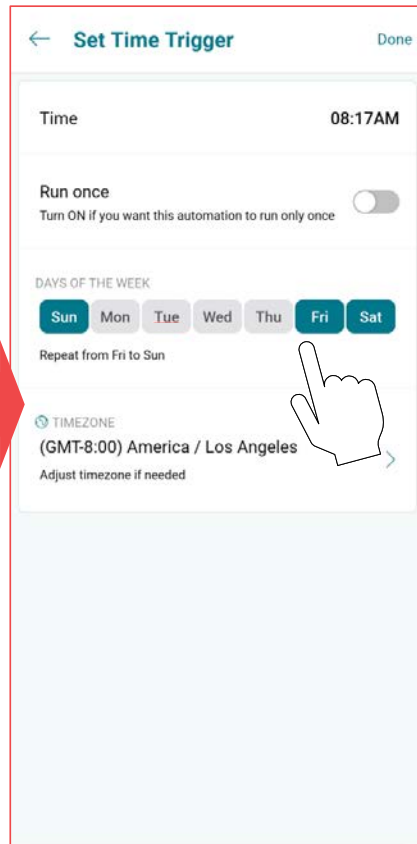 Set Time Trigger Done
Time 08:17AM
Run once
Turn ON if you want this automation to run only once
DAYS OF THE WEEK
Sun Mon Tue Wed Thu Fri Sat
Repeat from Fri to Sun
TIMEZONE
(GMT-8:00) America / Los Angeles
Adjust timezone if needed